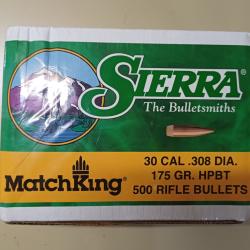 SIERRA
The Bulletsmiths
30 CAL .308 DIA.
175 GR. HPBT
MatchKing
500 RIFLE BULLETS